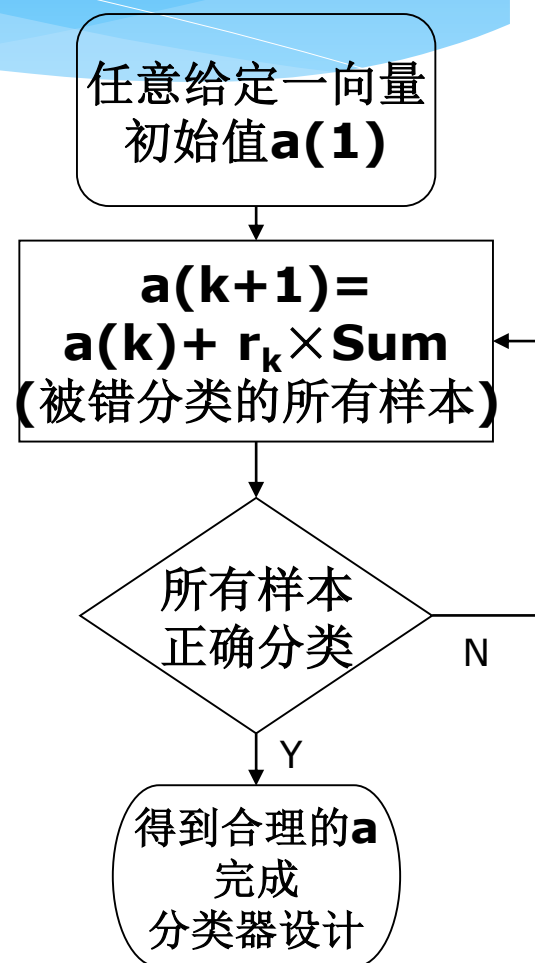 任意给定一向量
初始值a(1)
a(k+1)=
a(k)+ rₖ×Sum
(被错分类的所有样本)
所有样本
正确分类
N
Y
得到合理的a
完成
分类器设计